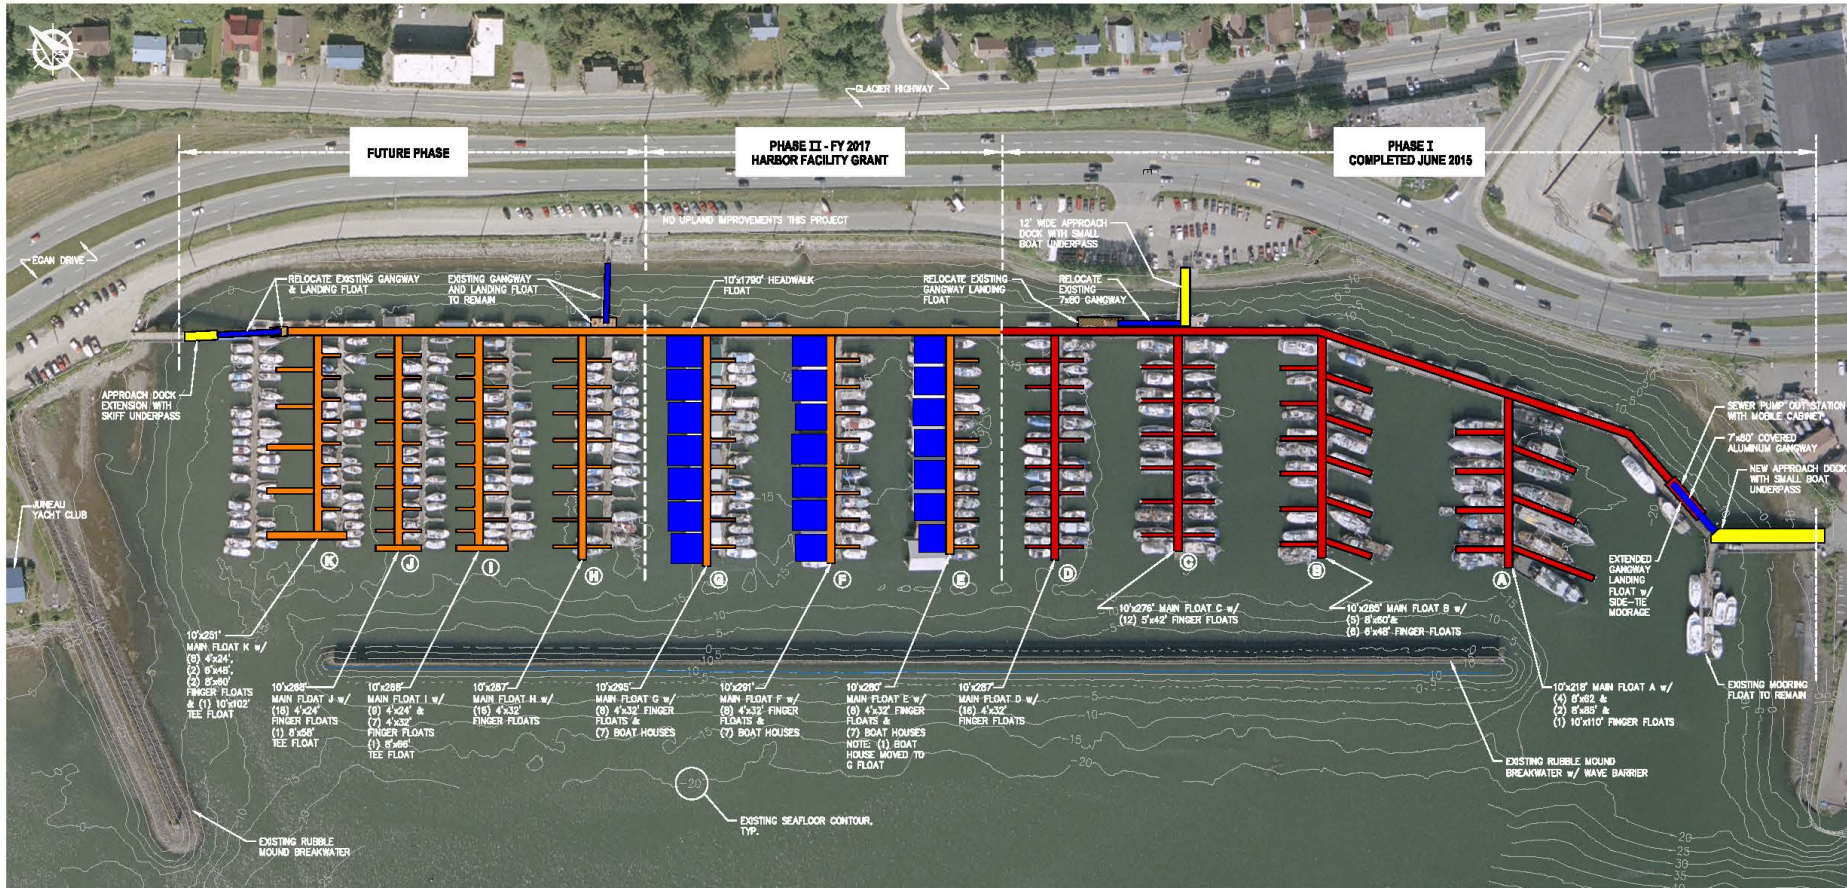 GLACIER HIGHWAY
FUTURE PHASE
PHASE II - FY 2017
HARBOR FACILITY GRANT
PHASE I
COMPLETED JUNE 2015
NO UPLAND IMPROVEMENTS THIS PROJECT
12' WIDE APPROACH
DOCK WITH SMALL
BOAT UNDERPASS
EGAN DRIVE
RELOCATE EXISTING GANGWAY
& LANDING FLOAT
EXISTING GANGWAY
AND LANDING FLOAT
TO REMAIN
10'x1790' HEADWALK
FLOAT
RELOCATE EXISTING
GANGWAY LANDING
FLOAT
RELOCATE
EXISTING
7x80 GANGWAY
APPROACH DOCK
EXTENSION WITH
SKIFF UNDERPASS
SEWER PUMP OUT STATION
WITH MOBILE CABINET
7'x80' COVERED
ALUMINUM GANGWAY
NEW APPROACH DOCK
WITH SMALL BOAT
UNDERPASS
JUNEAU
YACHT CLUB
EXTENDED
GANGWAY
LANDING
FLOAT w/
SIDE-TIE
MOORAGE
K
J
I
H
G
F
E
D
C
B
A
10'x251'
MAIN FLOAT K w/
(8) 4'x24',
(2) 8'x48',
(2) 8'x60'
FINGER FLOATS
& (1) 10'x102'
TEE FLOAT
10'x268'
MAIN FLOAT J w/
(18) 4'x24'
FINGER FLOATS
(1) 8'x58'
TEE FLOAT
10'x268'
MAIN FLOAT I w/
(9) 4'x24' &
(7) 4'x32'
FINGER FLOATS
(1) 8'x66'
TEE FLOAT
10'x287'
MAIN FLOAT H w/
(16) 4'x32'
FINGER FLOATS
10'x295'
MAIN FLOAT G w/
(8) 4'x32' FINGER
FLOATS &
(7) BOAT HOUSES
10'x291'
MAIN FLOAT F w/
(8) 4'x32' FINGER
FLOATS &
(7) BOAT HOUSES
10'x280'
MAIN FLOAT E w/
(8) 4'x32' FINGER
FLOATS &
(7) BOAT HOUSES
NOTE: (1) BOAT
HOUSE MOVED TO
G FLOAT
10'x287'
MAIN FLOAT D w/
(16) 4'x32'
FINGER FLOATS
10'x276' MAIN FLOAT C w/
(12) 5'x42' FINGER FLOATS
10'x285' MAIN FLOAT B w/
(5) 8'x60'&
(6) 6'x48' FINGER FLOATS
10'x218' MAIN FLOAT A w/
(4) 8'x62 &
(2) 8'x85' &
(1) 10'x110' FINGER FLOATS
EXISTING MOORING
FLOAT TO REMAIN
EXISTING RUBBLE MOUND
BREAKWATER w/ WAVE BARRIER
-20
EXISTING SEAFLOOR CONTOUR,
TYP.
EXISTING RUBBLE
MOUND BREAKWATER